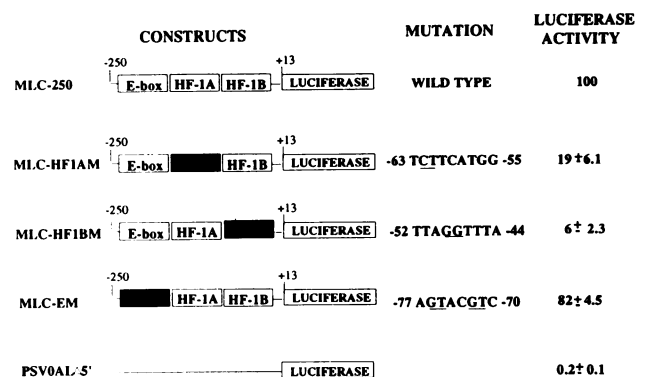 CONSTRUCTS MUTATION LUCIFERASE ACTIVITY
-250 +13
MLC-250 E-box HF-1A HF-1B LUCIFERASE WILD TYPE 100
-250 +13
MLC-HF1AM E-box HF-1B LUCIFERASE -63 TCTTCATGG -55 19 ± 6.1
-250 +13
MLC-HF1BM E-box HF-1A LUCIFERASE -52 TTAGGTTTA -44 6 ± 2.3
-250 +13
MLC-EM HF-1A HF-1B LUCIFERASE -77 AGTACGTC -70 82 ± 4.5
PSV0AL 5' LUCIFERASE 0.2 ± 0.1